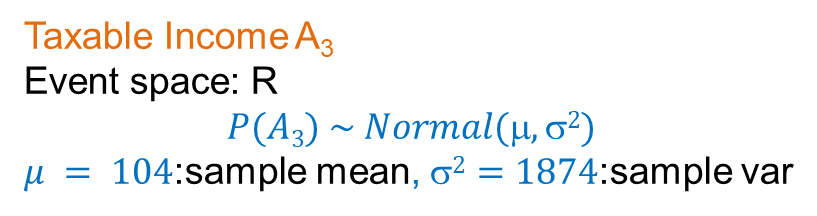 Taxable Income A₃
Event space: R
P(A₃) ~ Normal(μ, σ²)
μ = 104:sample mean, σ² = 1874:sample var